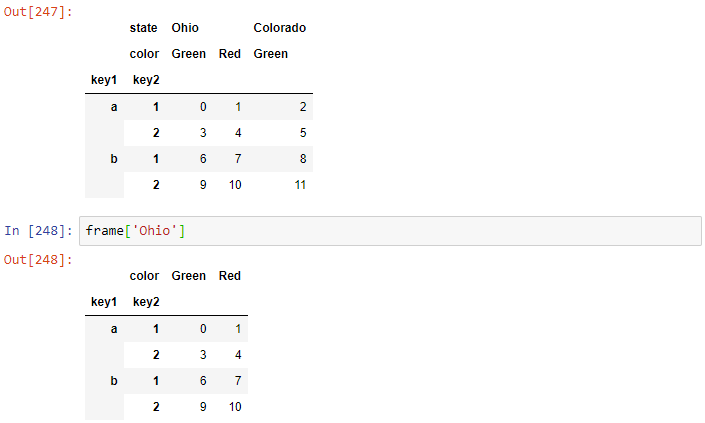 Out[247]:
state Ohio Colorado
color Green Red Green
key1 key2
a 1 0 1 2
2 3 4 5
b 1 6 7 8
2 9 10 11
In [248]: frame['Ohio']
Out[248]:
color Green Red
key1 key2
a 1 0 1
2 3 4
b 1 6 7
2 9 10